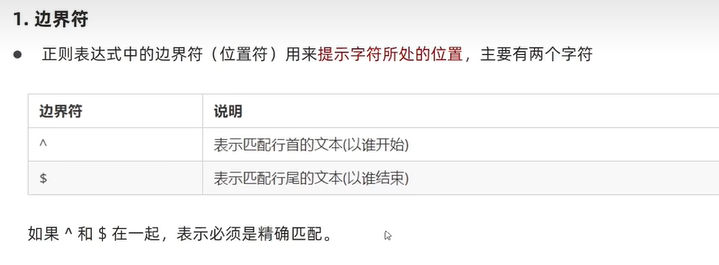 1. 边界符
● 正则表达式中的边界符（位置符）用来提示字符所处的位置，主要有两个字符
边界符 说明
^ 表示匹配行首的文本(以谁开始)
$ 表示匹配行尾的文本(以谁结束)
如果 ^ 和 $ 在一起，表示必须是精确匹配。